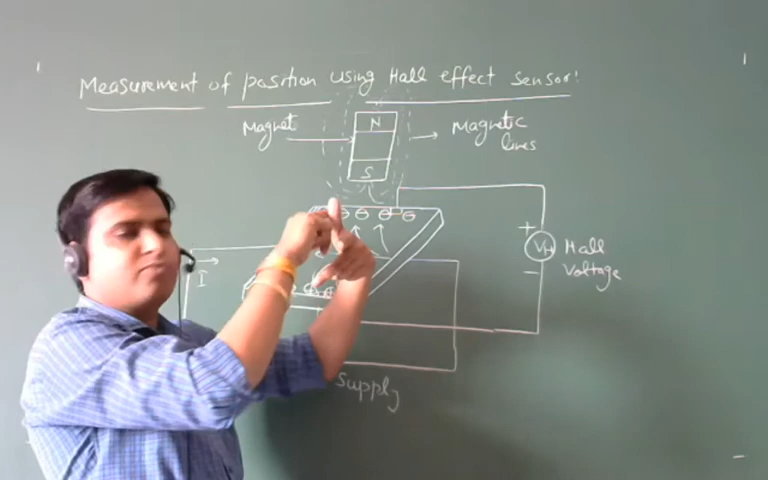 Measurement of position using Hall effect sensor:
Magnet
N
S
Magnetic
lines
I
+
VH
-
Hall
Voltage
Supply